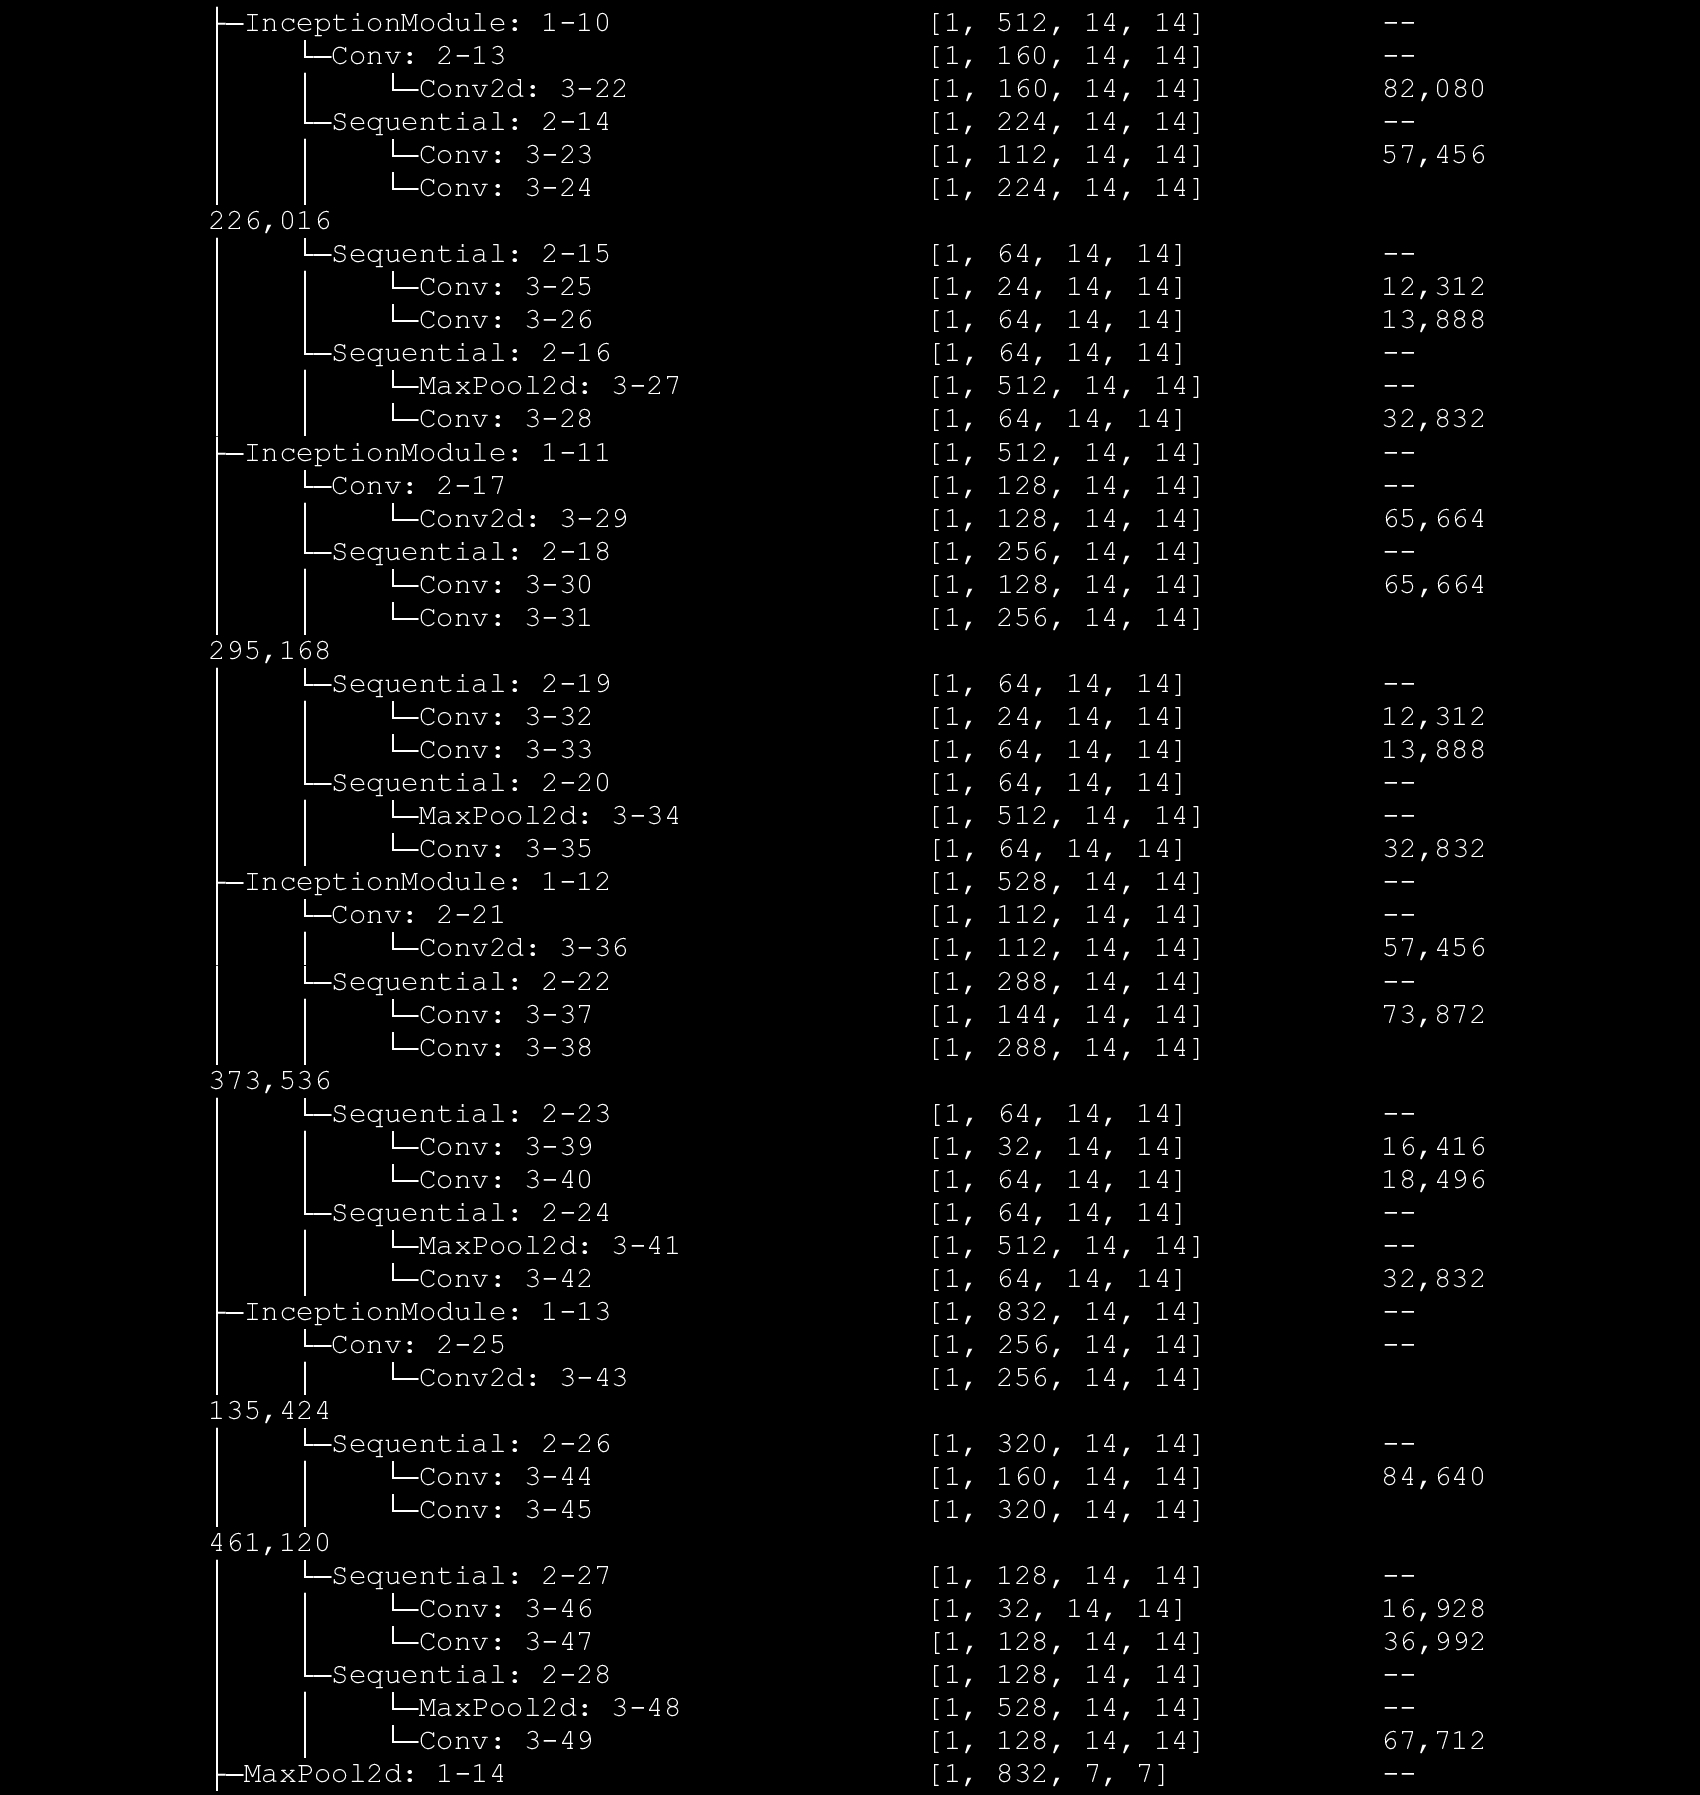 ├─InceptionModule: 1-10                  [1, 512, 14, 14]          --
│    └─Conv: 2-13                        [1, 160, 14, 14]          --
│    │    └─Conv2d: 3-22                 [1, 160, 14, 14]          82,080
│    └─Sequential: 2-14                  [1, 224, 14, 14]          --
│    │    └─Conv: 3-23                   [1, 112, 14, 14]          57,456
│    │    └─Conv: 3-24                   [1, 224, 14, 14]
226,016
│    └─Sequential: 2-15                  [1, 64, 14, 14]           --
│    │    └─Conv: 3-25                   [1, 24, 14, 14]           12,312
│    │    └─Conv: 3-26                   [1, 64, 14, 14]           13,888
│    └─Sequential: 2-16                  [1, 64, 14, 14]           --
│    │    └─MaxPool2d: 3-27              [1, 512, 14, 14]          --
│    │    └─Conv: 3-28                   [1, 64, 14, 14]           32,832
├─InceptionModule: 1-11                  [1, 512, 14, 14]          --
│    └─Conv: 2-17                        [1, 128, 14, 14]          --
│    │    └─Conv2d: 3-29                 [1, 128, 14, 14]          65,664
│    └─Sequential: 2-18                  [1, 256, 14, 14]          --
│    │    └─Conv: 3-30                   [1, 128, 14, 14]          65,664
│    │    └─Conv: 3-31                   [1, 256, 14, 14]
295,168
│    └─Sequential: 2-19                  [1, 64, 14, 14]           --
│    │    └─Conv: 3-32                   [1, 24, 14, 14]           12,312
│    │    └─Conv: 3-33                   [1, 64, 14, 14]           13,888
│    └─Sequential: 2-20                  [1, 64, 14, 14]           --
│    │    └─MaxPool2d: 3-34              [1, 512, 14, 14]          --
│    │    └─Conv: 3-35                   [1, 64, 14, 14]           32,832
├─InceptionModule: 1-12                  [1, 528, 14, 14]          --
│    └─Conv: 2-21                        [1, 112, 14, 14]          --
│    │    └─Conv2d: 3-36                 [1, 112, 14, 14]          57,456
│    └─Sequential: 2-22                  [1, 288, 14, 14]          --
│    │    └─Conv: 3-37                   [1, 144, 14, 14]          73,872
│    │    └─Conv: 3-38                   [1, 288, 14, 14]
373,536
│    └─Sequential: 2-23                  [1, 64, 14, 14]           --
│    │    └─Conv: 3-39                   [1, 32, 14, 14]           16,416
│    │    └─Conv: 3-40                   [1, 64, 14, 14]           18,496
│    └─Sequential: 2-24                  [1, 64, 14, 14]           --
│    │    └─MaxPool2d: 3-41              [1, 512, 14, 14]          --
│    │    └─Conv: 3-42                   [1, 64, 14, 14]           32,832
├─InceptionModule: 1-13                  [1, 832, 14, 14]          --
│    └─Conv: 2-25                        [1, 256, 14, 14]          --
│    │    └─Conv2d: 3-43                 [1, 256, 14, 14]
135,424
│    └─Sequential: 2-26                  [1, 320, 14, 14]          --
│    │    └─Conv: 3-44                   [1, 160, 14, 14]          84,640
│    │    └─Conv: 3-45                   [1, 320, 14, 14]
461,120
│    └─Sequential: 2-27                  [1, 128, 14, 14]          --
│    │    └─Conv: 3-46                   [1, 32, 14, 14]           16,928
│    │    └─Conv: 3-47                   [1, 128, 14, 14]          36,992
│    └─Sequential: 2-28                  [1, 128, 14, 14]          --
│    │    └─MaxPool2d: 3-48              [1, 528, 14, 14]          --
│    │    └─Conv: 3-49                   [1, 128, 14, 14]          67,712
├─MaxPool2d: 1-14                        [1, 832, 7, 7]            --